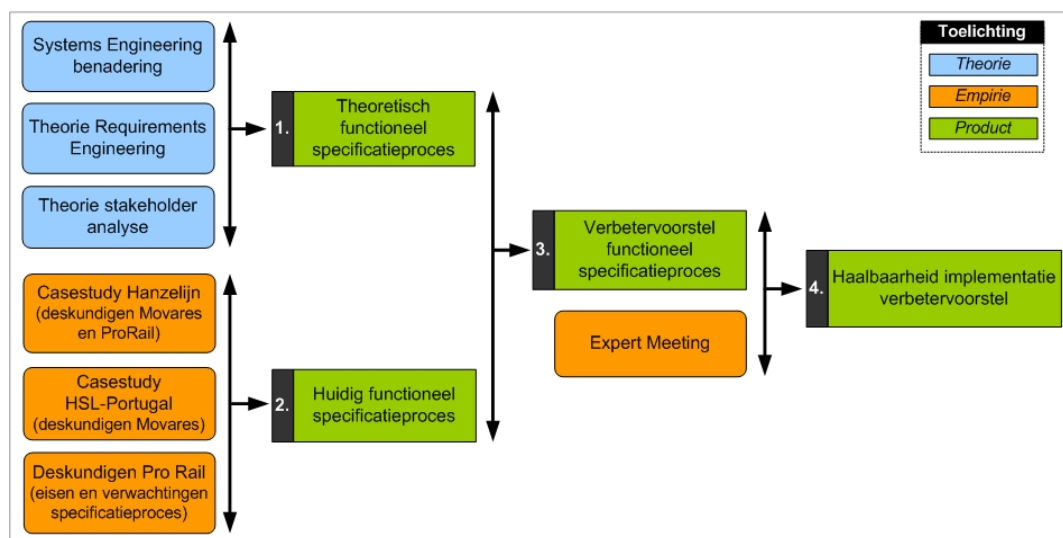 Systems Engineering
benadering
Theorie Requirements
Engineering
Theorie stakeholder
analyse
Casestudy Hanzelijn
(deskundigen Movares
en ProRail)
Casestudy
HSL-Portugal
(deskundigen Movares)
Deskundigen Pro Rail
(eisen en verwachtingen
specificatieproces)
1.
Theoretisch
functioneel
specificatieproces
2.
Huidig functioneel
specificatieproces
3.
Verbetervoorstel
functioneel
specificatieproces
Expert Meeting
4.
Haalbaarheid implementatie
verbetervoorstel
Toelichting
Theorie
Empirie
Product